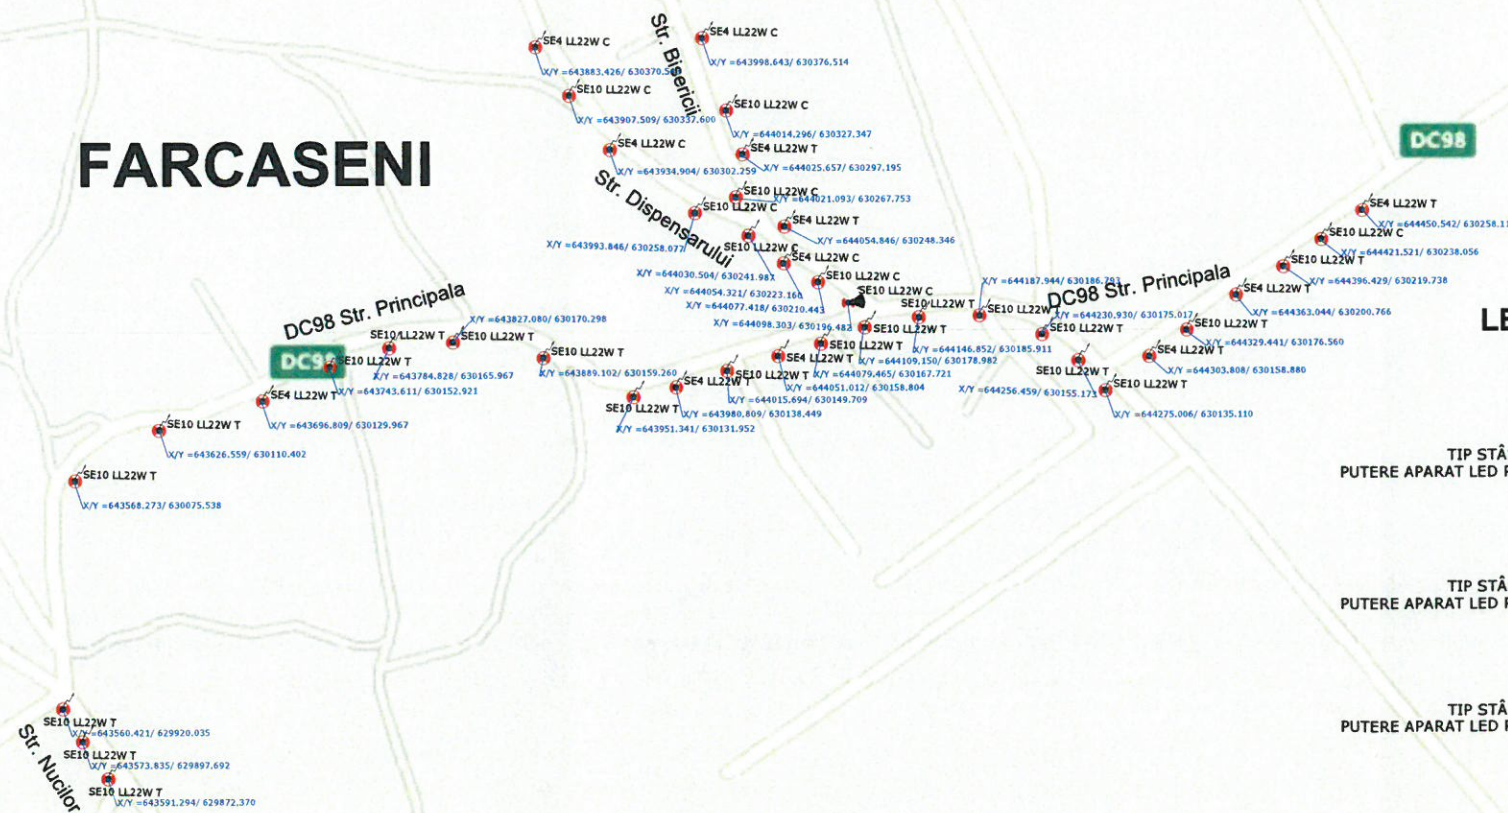 FARCASENI
Str. Bisericii
SE4 LL22W C
X/Y =643883.426/
SE10 LL22W C
X/Y =643907.509/ 630337.600
SE4 LL22W C
X/Y =643934.904/ 630302.259
SE4 LL22W C
X/Y =643998.643/ 630376.514
SE10 LL22W C
X/Y =644014.296/ 630327.347
SE4 LL22W T
X/Y =644025.657/ 630297.195
SE10 LL22W C
X/Y =644021.093/ 630267.753
SE10 LL22W C
X/Y =643993.846/ 630258.077
Str. Dispensarului
SE4 LL22W T
X/Y =644054.846/ 630248.346
SE10 LL22W C
X/Y =644030.504/ 630241.987
SE4 LL22W C
X/Y =644054.321/ 630223.160
SE10 LL22W C
X/Y =644077.418/ 630210.443
SE10 LL22W C
X/Y =644098.303/ 630196.482
DC98
SE4 LL22W T
X/Y =644450.542/
SE10 LL22W C
X/Y =644421.521/ 630238.056
SE10 LL22W T
X/Y =644396.429/ 630219.738
SE4 LL22W T
X/Y =644363.044/ 630200.766
SE10 LL22W T
X/Y =644329.441/ 630176.560
SE4 LL22W T
X/Y =644303.808/ 630158.880
DC98 Str. Principala
X/Y =644187.944/ 630186.793
SE10 LL22W T
X/Y =644230.930/ 630175.017
SE10 LL22W T
SE10 LL22W T
X/Y =644256.459/ 630155.173
SE10 LL22W T
X/Y =644275.006/ 630135.110
SE10 LL22W T
X/Y =644146.852/ 630185.911
SE10 LL22W T
X/Y =644109.150/ 630178.982
SE10 LL22W T
X/Y =644079.465/ 630167.721
SE4 LL22W T
X/Y =644051.012/ 630158.804
SE10 LL22W T
X/Y =644015.694/ 630149.709
SE4 LL22W T
X/Y =643980.809/ 630138.449
SE10 LL22W T
X/Y =643951.341/ 630131.952
SE10 LL22W T
X/Y =643889.102/ 630159.260
DC98 Str. Principala
X/Y =643827.080/ 630170.298
SE10 LL22W T
SE10 LL22W T
X/Y =643784.828/ 630165.967
DC98
SE10 LL22W T
X/Y =643743.611/ 630152.921
SE4 LL22W T
X/Y =643696.809/ 630129.967
SE10 LL22W T
X/Y =643626.559/ 630110.402
SE10 LL22W T
X/Y =643568.273/ 630075.538
SE10 LL22W T
X/Y =643560.421/ 629920.035
SE10 LL22W T
X/Y =643573.835/ 629897.692
SE10 LL22W T
X/Y =643591.294/ 629872.370
Str. Nucilor
LE
TIP STÂ
PUTERE APARAT LED
TIP STÂ
PUTERE APARAT LED
TIP STÂ
PUTERE APARAT LED